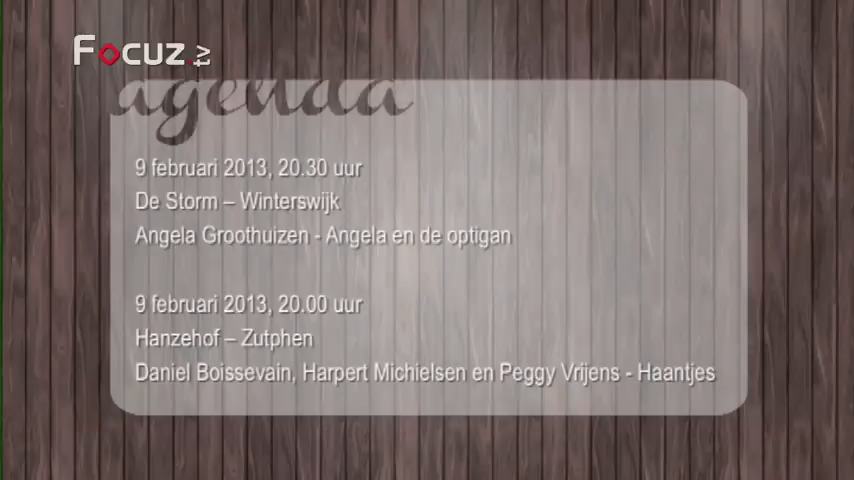 Focuz.tv
agenda
9 februari 2013, 20.30 uur
De Storm – Winterswijk
Angela Groothuizen - Angela en de optigan
9 februari 2013, 20.00 uur
Hanzehof – Zutphen
Daniel Boissevain, Harpert Michielsen en Peggy Vrijens - Haantjes